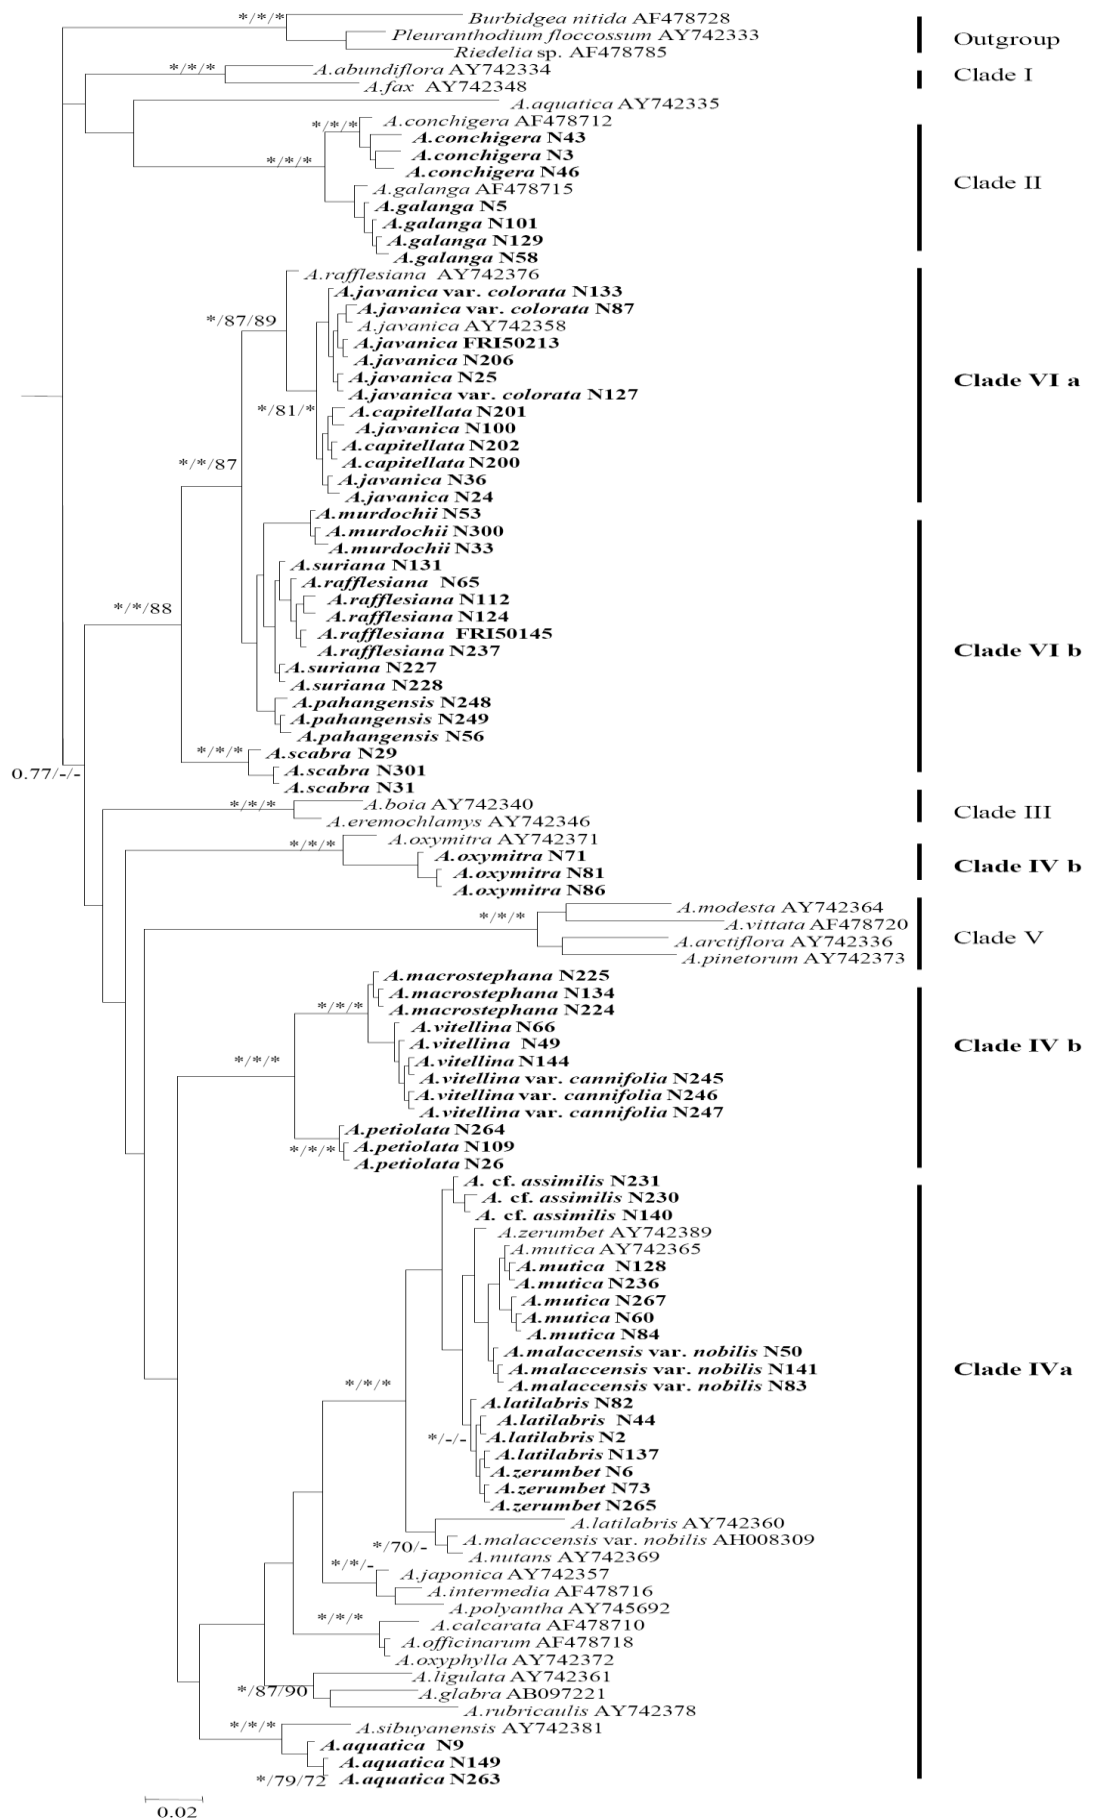 */*/*
Burbidgea nitida AF478728
Pleuranthodium floccossum AY742333
Riedelia sp. AF478785
Outgroup
*/*/*
A.abundiflora AY742334
A.fax AY742348
Clade I
A.aquatica AY742335
*/*/*
A.conchigera AF478712
A.conchigera N43
A.conchigera N3
*/*/*
A.conchigera N46
Clade II
A.galanga AF478715
A.galanga N5
A.galanga N101
A.galanga N129
A.galanga N58
A.rafflesiana AY742376
A.javanica var. colorata N133
A.javanica var. colorata N87
*/87/89
A.javanica AY742358
A.javanica FRI50213
A.javanica N206
A.javanica N25
Clade VI a
A.javanica var. colorata N127
*/81/*
A.capitellata N201
A.javanica N100
A.capitellata N202
*/*/87
A.capitellata N200
A.javanica N36
A.javanica N24
A.murdochii N53
A.murdochii N300
A.murdochii N33
A.suriana N131
A.rafflesiana N65
A.rafflesiana N112
*/*/88
A.rafflesiana N124
A.rafflesiana FRI50145
A.rafflesiana N237
Clade VI b
A.suriana N227
A.suriana N228
A.pahangensis N248
A.pahangensis N249
A.pahangensis N56
*/*/*
A.scabra N29
0.77/-/-
A.scabra N301
A.scabra N31
*/*/*
A.boia AY742340
A.eremochlamys AY742346
Clade III
*/*/*
A.oxymitra AY742371
A.oxymitra N71
A.oxymitra N81
Clade IV b
A.oxymitra N86
*/*/*
A.modesta AY742364
A.vittata AF478720
A.arctiflora AY742336
Clade V
A.pinetorum AY742373
A.macrostephana N225
A.macrostephana N134
*/*/*
A.macrostephana N224
A.vitellina N66
A.vitellina N49
Clade IV b
*/*/*
A.vitellina N144
A.vitellina var. cannifolia N245
A.vitellina var. cannifolia N246
A.vitellina var. cannifolia N247
A.petiolata N264
*/*/*
A.petiolata N109
A.petiolata N26
A. cf. assimilis N231
A. cf. assimilis N230
A. cf. assimilis N140
A.zerumbet AY742389
A.mutica AY742365
A.mutica N128
A.mutica N236
A.mutica N267
A.mutica N60
A.mutica N84
A.malaccensis var. nobilis N50
A.malaccensis var. nobilis N141
Clade IVa
*/*/*
A.malaccensis var. nobilis N83
A.latilabris N82
A.latilabris N44
*/-/-
A.latilabris N2
A.latilabris N137
A.zerumbet N6
A.zerumbet N73
A.zerumbet N265
A.latilabris AY742360
*/70/-
A.malaccensis var. nobilis AH008309
A.nutans AY742369
*/*/-
A.japonica AY742357
A.intermedia AF478716
A.polyantha AY745692
*/*/*
A.calcarata AF478710
A.officinarum AF478718
A.oxyphylla AY742372
A.ligulata AY742361
*/87/90
A.glabra AB097221
A.rubricaulis AY742378
*/*/*
A.sibuyanensis AY742381
A.aquatica N9
A.aquatica N149
*/79/72
A.aquatica N263
0.02